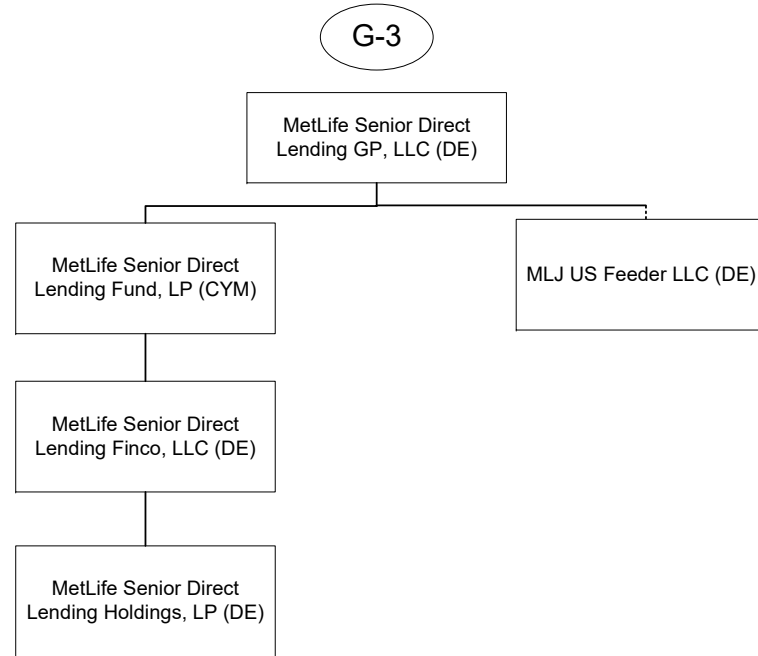 G-3
MetLife Senior Direct
Lending GP, LLC (DE)
MetLife Senior Direct
Lending Fund, LP (CYM)
MLJ US Feeder LLC (DE)
MetLife Senior Direct
Lending Finco, LLC (DE)
MetLife Senior Direct
Lending Holdings, LP (DE)